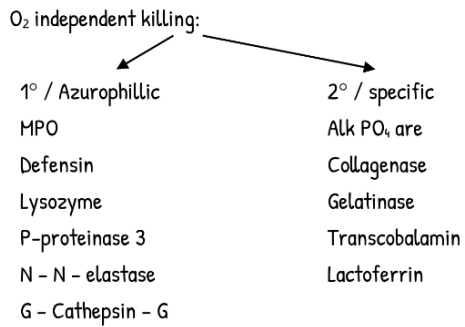 O₂ independent killing:
1° / Azurophillic
MPO
Defensin
Lysozyme
P-proteinase 3
N - N - elastase
G - Cathepsin - G
2° / specific
Alk PO₄ are
Collagenase
Gelatinase
Transcobalamin
Lactoferrin